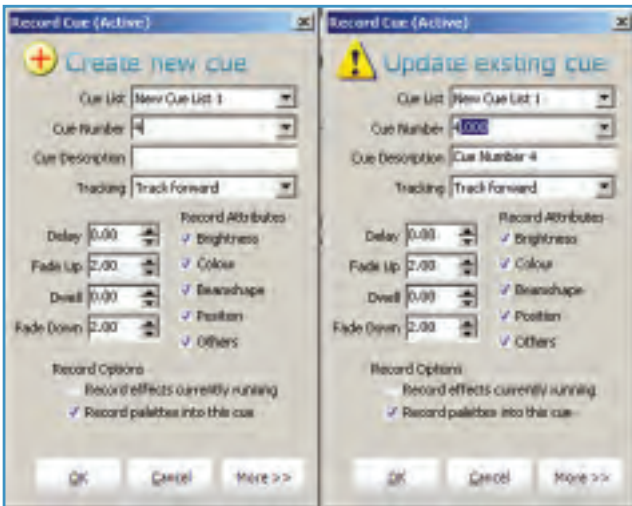 Record Cue (Active)
Create new cue
Cue List New Cue List 1
Cue Number 4
Cue Description
Tracking Track forward
Record Attributes
Delay 0.00
Brightness
Fade Up 2.00
Colour
Dwell 0.00
Beamshape
Position
Fade Down 2.00
Others
Record Options
Record effects currently running
Record palettes into this cue
OK Cancel More >>
Record Cue (Active)
Update existing cue
Cue List New Cue List 1
Cue Number 4.000
Cue Description Cue Number 4
Tracking Track forward
Record Attributes
Delay 0.00
Brightness
Fade Up 2.00
Colour
Dwell 0.00
Beamshape
Position
Fade Down 2.00
Others
Record Options
Record effects currently running
Record palettes into this cue
OK Cancel More >>